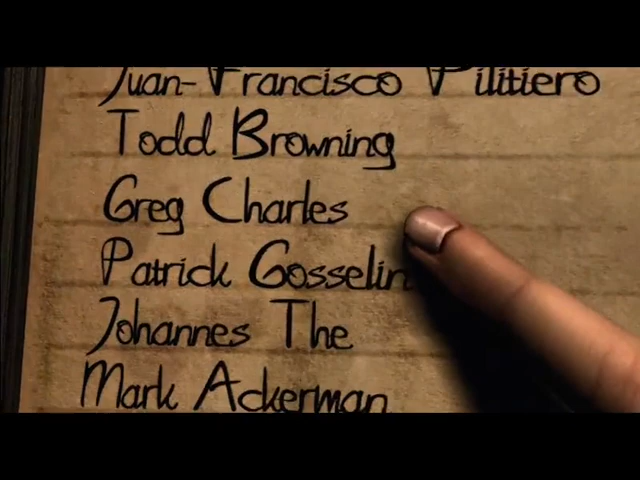 Juan-Francisco Pilitiero
Todd Browning
Greg Charles
Patrick Gosselin
Johannes The
Mark Ackerman